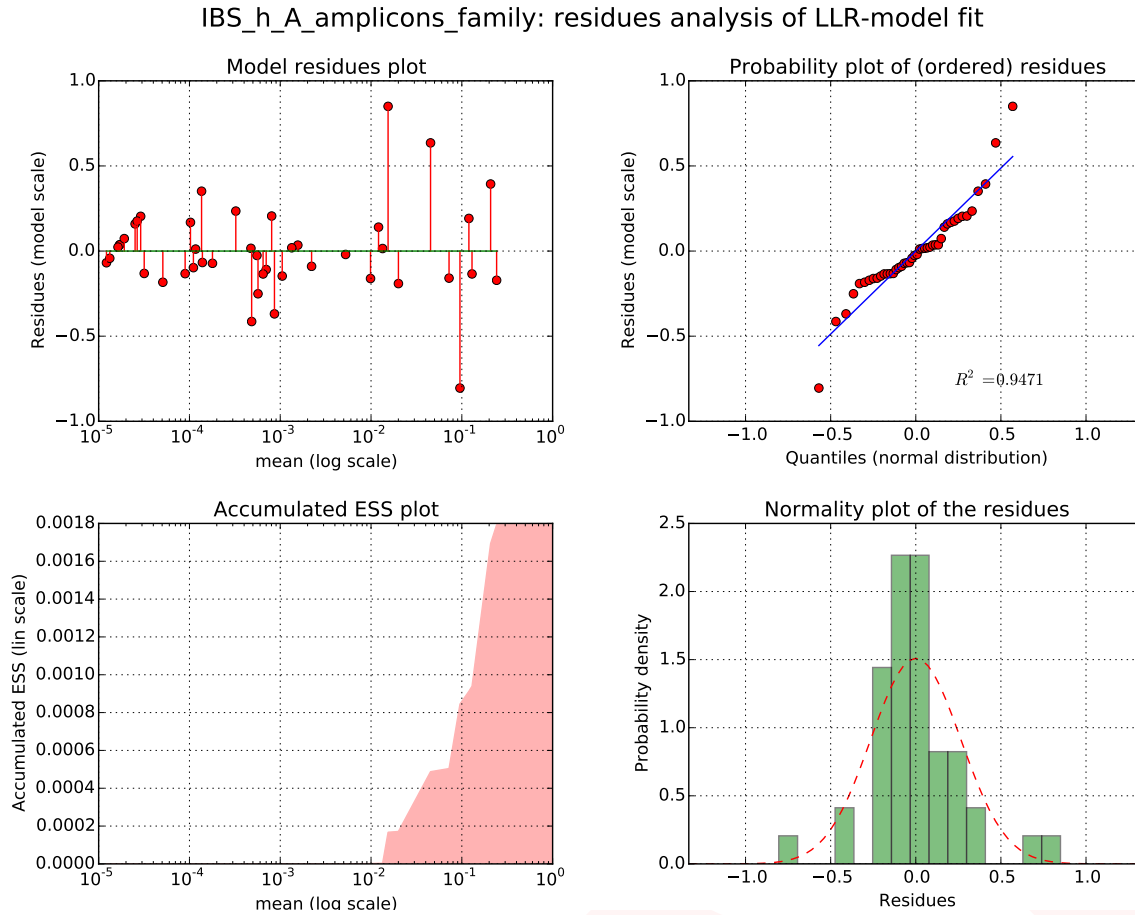 IBS_h_A_amplicons_family: residues analysis of LLR-model fit
Model residues plot
1.0
0.5
0.0
−0.5
−1.0
Residues (model scale)
10^-5 10^-4 10^-3 10^-2 10^-1 10^0
mean (log scale)
Probability plot of (ordered) residues
1.0
0.5
0.0
−0.5
−1.0
Residues (model scale)
R^2 =0.9471
−1.0 −0.5 0.0 0.5 1.0
Quantiles (normal distribution)
Accumulated ESS plot
0.0018
0.0016
0.0014
0.0012
0.0010
0.0008
0.0006
0.0004
0.0002
0.0000
Accumulated ESS (lin scale)
10^-5 10^-4 10^-3 10^-2 10^-1 10^0
mean (log scale)
Normality plot of the residues
2.5
2.0
1.5
1.0
0.5
0.0
Probability density
−1.0 −0.5 0.0 0.5 1.0
Residues